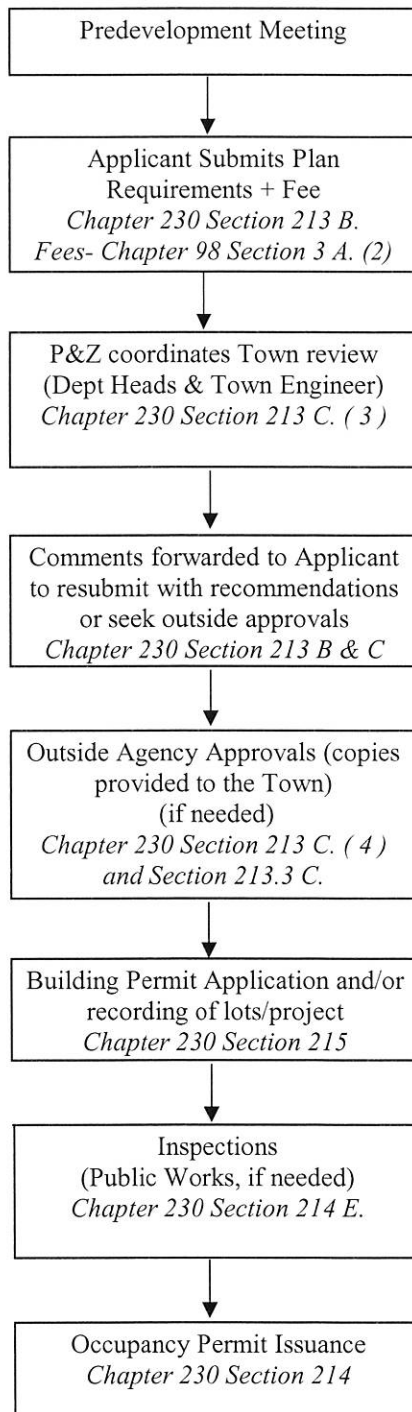 Predevelopment Meeting
Applicant Submits Plan
Requirements + Fee
Chapter 230 Section 213 B.
Fees- Chapter 98 Section 3 A. (2)
P&Z coordinates Town review
(Dept Heads & Town Engineer)
Chapter 230 Section 213 C. ( 3 )
Comments forwarded to Applicant
to resubmit with recommendations
or seek outside approvals
Chapter 230 Section 213 B & C
Outside Agency Approvals (copies
provided to the Town)
(if needed)
Chapter 230 Section 213 C. ( 4 )
and Section 213.3 C.
Building Permit Application and/or
recording of lots/project
Chapter 230 Section 215
Inspections
(Public Works, if needed)
Chapter 230 Section 214 E.
Occupancy Permit Issuance
Chapter 230 Section 214